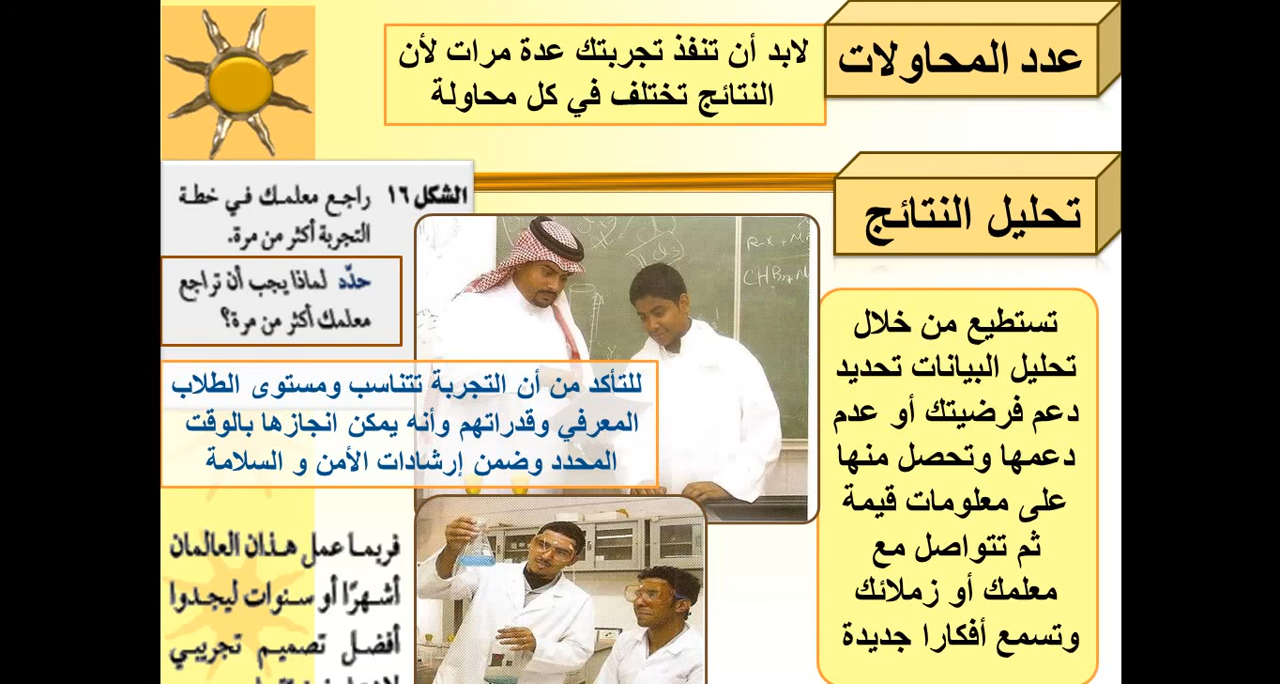 عدد المحاولات
لابد أن تنفذ تجربتك عدة مرات لأن
النتائج تختلف في كل محاولة
تحليل النتائج
تستطيع من خلال
تحليل البيانات تحديد
دعم فرضيتك أو عدم
دعمها وتحصل منها
على معلومات قيمة
ثم تتواصل مع
معلمك أو زملائك
وتسمع أفكارا جديدة
الشكل ١٦ راجع معلمك في خطة
التجربة أكثر من مرة.
حدّد لماذا يجب أن تراجع
معلمك أكثر من مرة؟
للتأكد من أن التجربة تتناسب ومستوى الطلاب
المعرفي وقدراتهم وأنه يمكن انجازها بالوقت
المحدد وضمن إرشادات الأمن و السلامة
فربما عمل هذان العالمان
أشهرًا أو سنوات ليجدوا
أفضل تصميم تجريبي